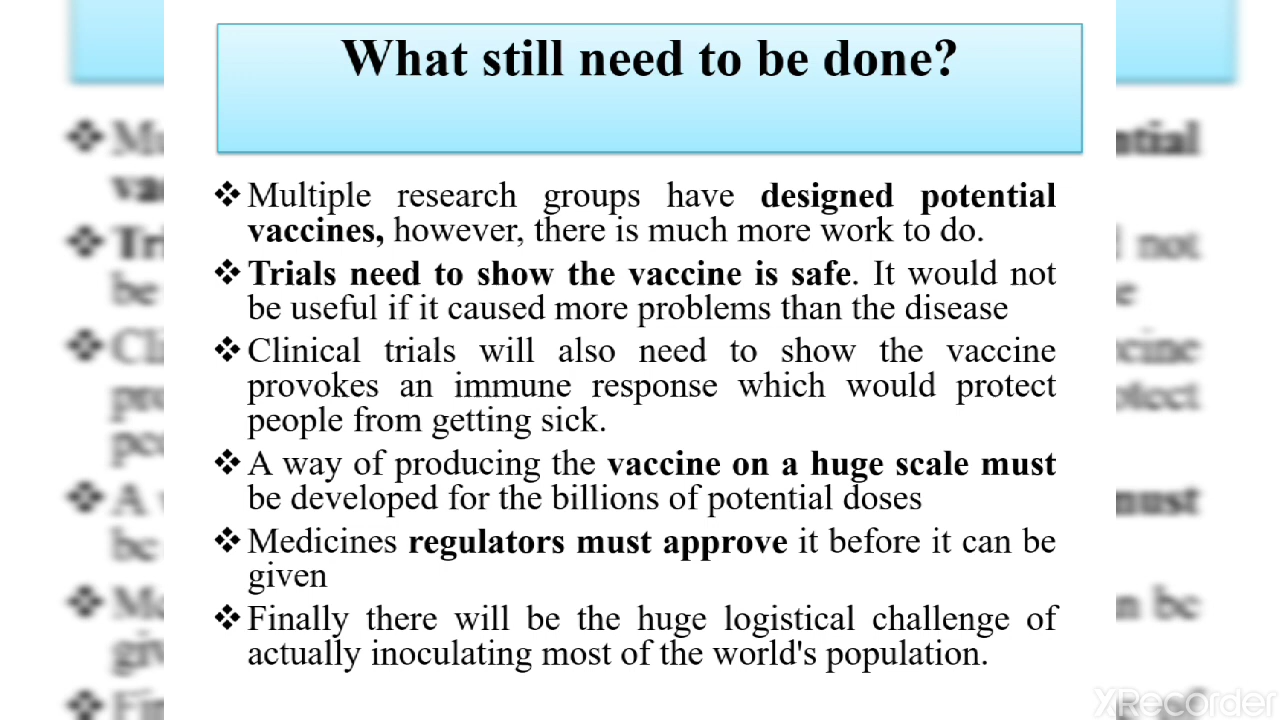 What still need to be done?
❖ Multiple research groups have designed potential
vaccines, however, there is much more work to do.
❖ Trials need to show the vaccine is safe. It would not
be useful if it caused more problems than the disease
❖ Clinical trials will also need to show the vaccine
provokes an immune response which would protect
people from getting sick.
❖ A way of producing the vaccine on a huge scale must
be developed for the billions of potential doses
❖ Medicines regulators must approve it before it can be
given
❖ Finally there will be the huge logistical challenge of
actually inoculating most of the world's population.
XRecorder